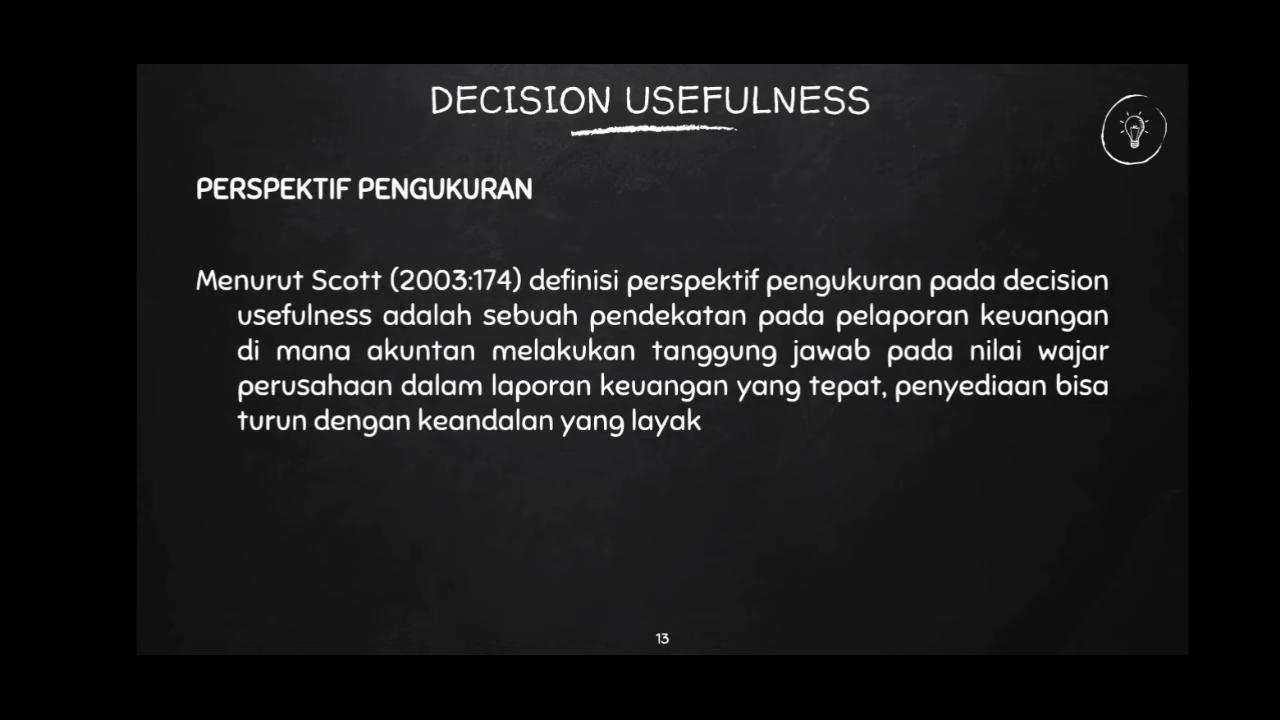 DECISION USEFULNESS
PERSPEKTIF PENGUKURAN
Menurut Scott (2003:174) definisi perspektif pengukuran pada decision
usefulness adalah sebuah pendekatan pada pelaporan keuangan
di mana akuntan melakukan tanggung jawab pada nilai wajar
perusahaan dalam laporan keuangan yang tepat, penyediaan bisa
turun dengan keandalan yang layak
13